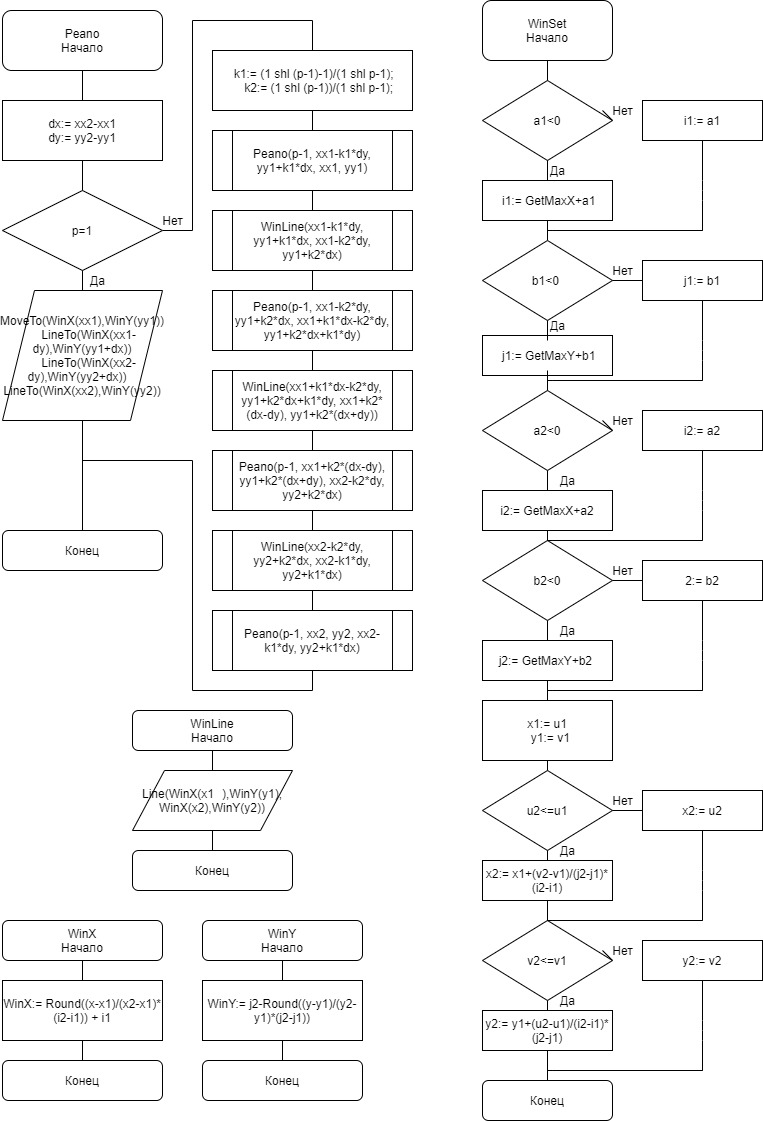 Peano
Начало
dx:= xx2-xx1
dy:= yy2-yy1
p=1
Нет
Да
MoveTo(WinX(xx1),WinY(yy1))
LineTo(WinX(xx1-
dy),WinY(yy1+dx))
LineTo(WinX(xx2-
dy),WinY(yy2+dx))
LineTo(WinX(xx2),WinY(yy2))
Конец
k1:= (1 shl (p-1)-1)/(1 shl p-1);
k2:= (1 shl (p-1))/(1 shl p-1);
Peano(p-1, xx1-k1*dy,
yy1+k1*dx, xx1, yy1)
WinLine(xx1-k1*dy,
yy1+k1*dx, xx1-k2*dy,
yy1+k2*dx)
Peano(p-1, xx1-k2*dy,
yy1+k2*dx, xx1+k1*dx-k2*dy,
yy1+k2*dx+k1*dy)
WinLine(xx1+k1*dx-k2*dy,
yy1+k2*dx+k1*dy, xx1+k2*
(dx-dy), yy1+k2*(dx+dy))
Peano(p-1, xx1+k2*(dx-dy),
yy1+k2*(dx+dy), xx2-k2*dy,
yy2+k2*dx)
WinLine(xx2-k2*dy,
yy2+k2*dx, xx2-k1*dy,
yy2+k1*dx)
Peano(p-1, xx2, yy2, xx2-
k1*dy, yy2+k1*dx)
WinLine
Начало
Line(WinX(x1 ),WinY(y1),
WinX(x2),WinY(y2))
Конец
WinX
Начало
WinX:= Round((x-x1)/(x2-x1)*
(i2-i1)) + i1
Конец
WinY
Начало
WinY:= j2-Round((y-y1)/(y2-
y1)*(j2-j1))
Конец
WinSet
Начало
a1<0
Нет
i1:= a1
Да
i1:= GetMaxX+a1
b1<0
Нет
j1:= b1
Да
j1:= GetMaxY+b1
a2<0
Нет
i2:= a2
Да
i2:= GetMaxX+a2
b2<0
Нет
2:= b2
Да
j2:= GetMaxY+b2
x1:= u1
y1:= v1
u2<=u1
Нет
x2:= u2
Да
x2:= x1+(v2-v1)/(j2-j1)*
(i2-i1)
v2<=v1
Нет
y2:= v2
Да
y2:= y1+(u2-u1)/(i2-i1)*
(j2-j1)
Конец